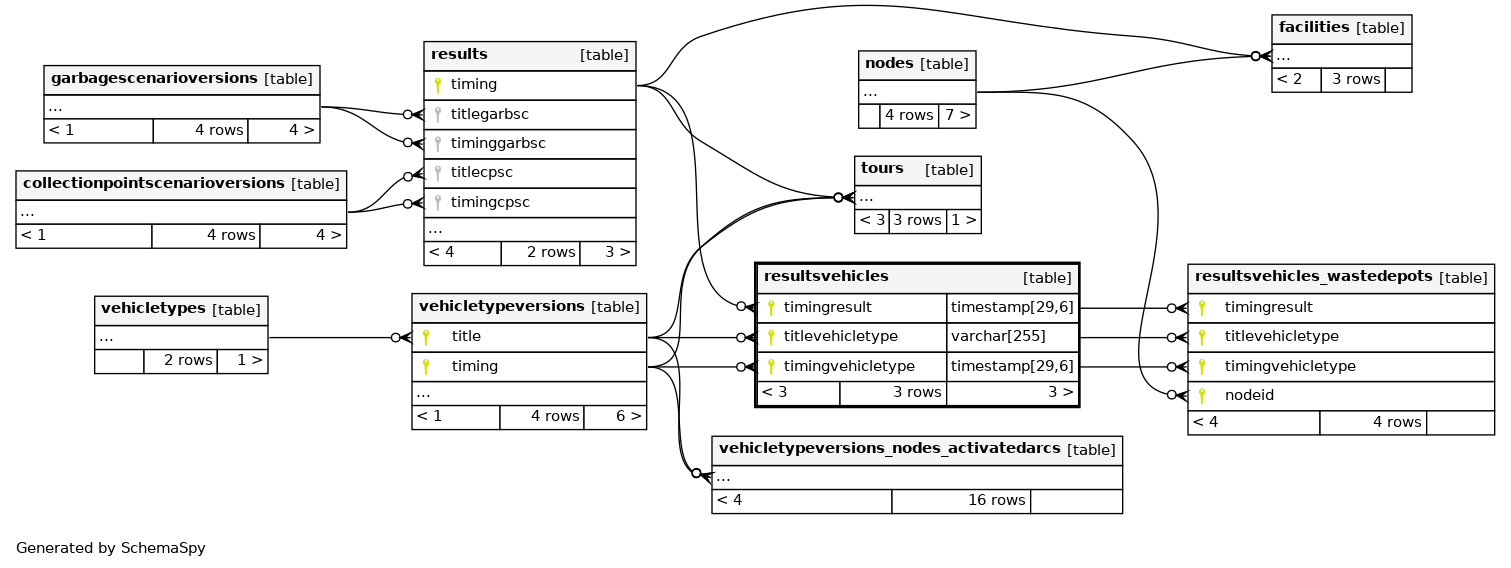 garbagescenarioversions [table]
...
< 1 4 rows 4 >
collectionpointscenarioversions [table]
...
< 1 4 rows 4 >
vehicletypes [table]
...
2 rows 1 >
results [table]
timing
titlegarbsc
timinggarbsc
titlecpsc
timingcpsc
...
< 4 2 rows 3 >
vehicletypeversions [table]
title
timing
...
< 1 4 rows 6 >
nodes [table]
...
4 rows 7 >
tours [table]
...
< 3 3 rows 1 >
resultsvehicles [table]
timingresult timestamp[29,6]
titlevehicletype varchar[255]
timingvehicletype timestamp[29,6]
< 3 3 rows 3 >
vehicletypeversions_nodes_activatedarcs [table]
...
< 4 16 rows
facilities [table]
...
< 2 3 rows
resultsvehicles_wastedepots [table]
timingresult
titlevehicletype
timingvehicletype
nodeid
< 4 4 rows
Generated by SchemaSpy